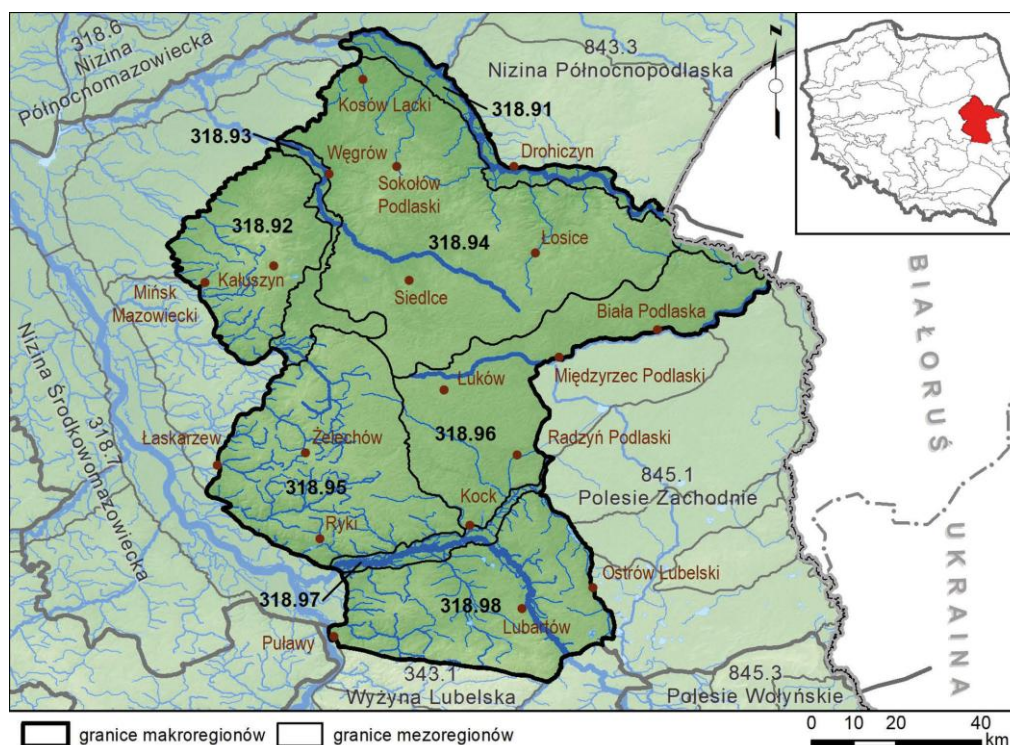 318.6
Nizina
Północnomazowiecka
843.3
Nizina Północnopodlaska
N
Kosów Lacki
318.91
318.93
Drohiczyn
Węgrów
Sokołów
Podlaski
318.92
318.94
Łosice
Kałuszyn
Mińsk
Mazowiecki
Siedlce
Biała Podlaska
BIAŁORUŚ
Nizina Środkowomazowiecka
318.7
Łuków
Międzyrzec Podlaski
318.96
Radzyń Podlaski
Łaskarzew
Żelechów
318.95
845.1
Polesie Zachodnie
Kock
Ryki
UKRAINA
318.97
318.98
Ostrów Lubelski
Lubartów
Puławy
343.1
Wyżyna Lubelska
845.3
Polesie Wołyńskie
granice makroregionów
granice mezoregionów
0 10 20 40
km